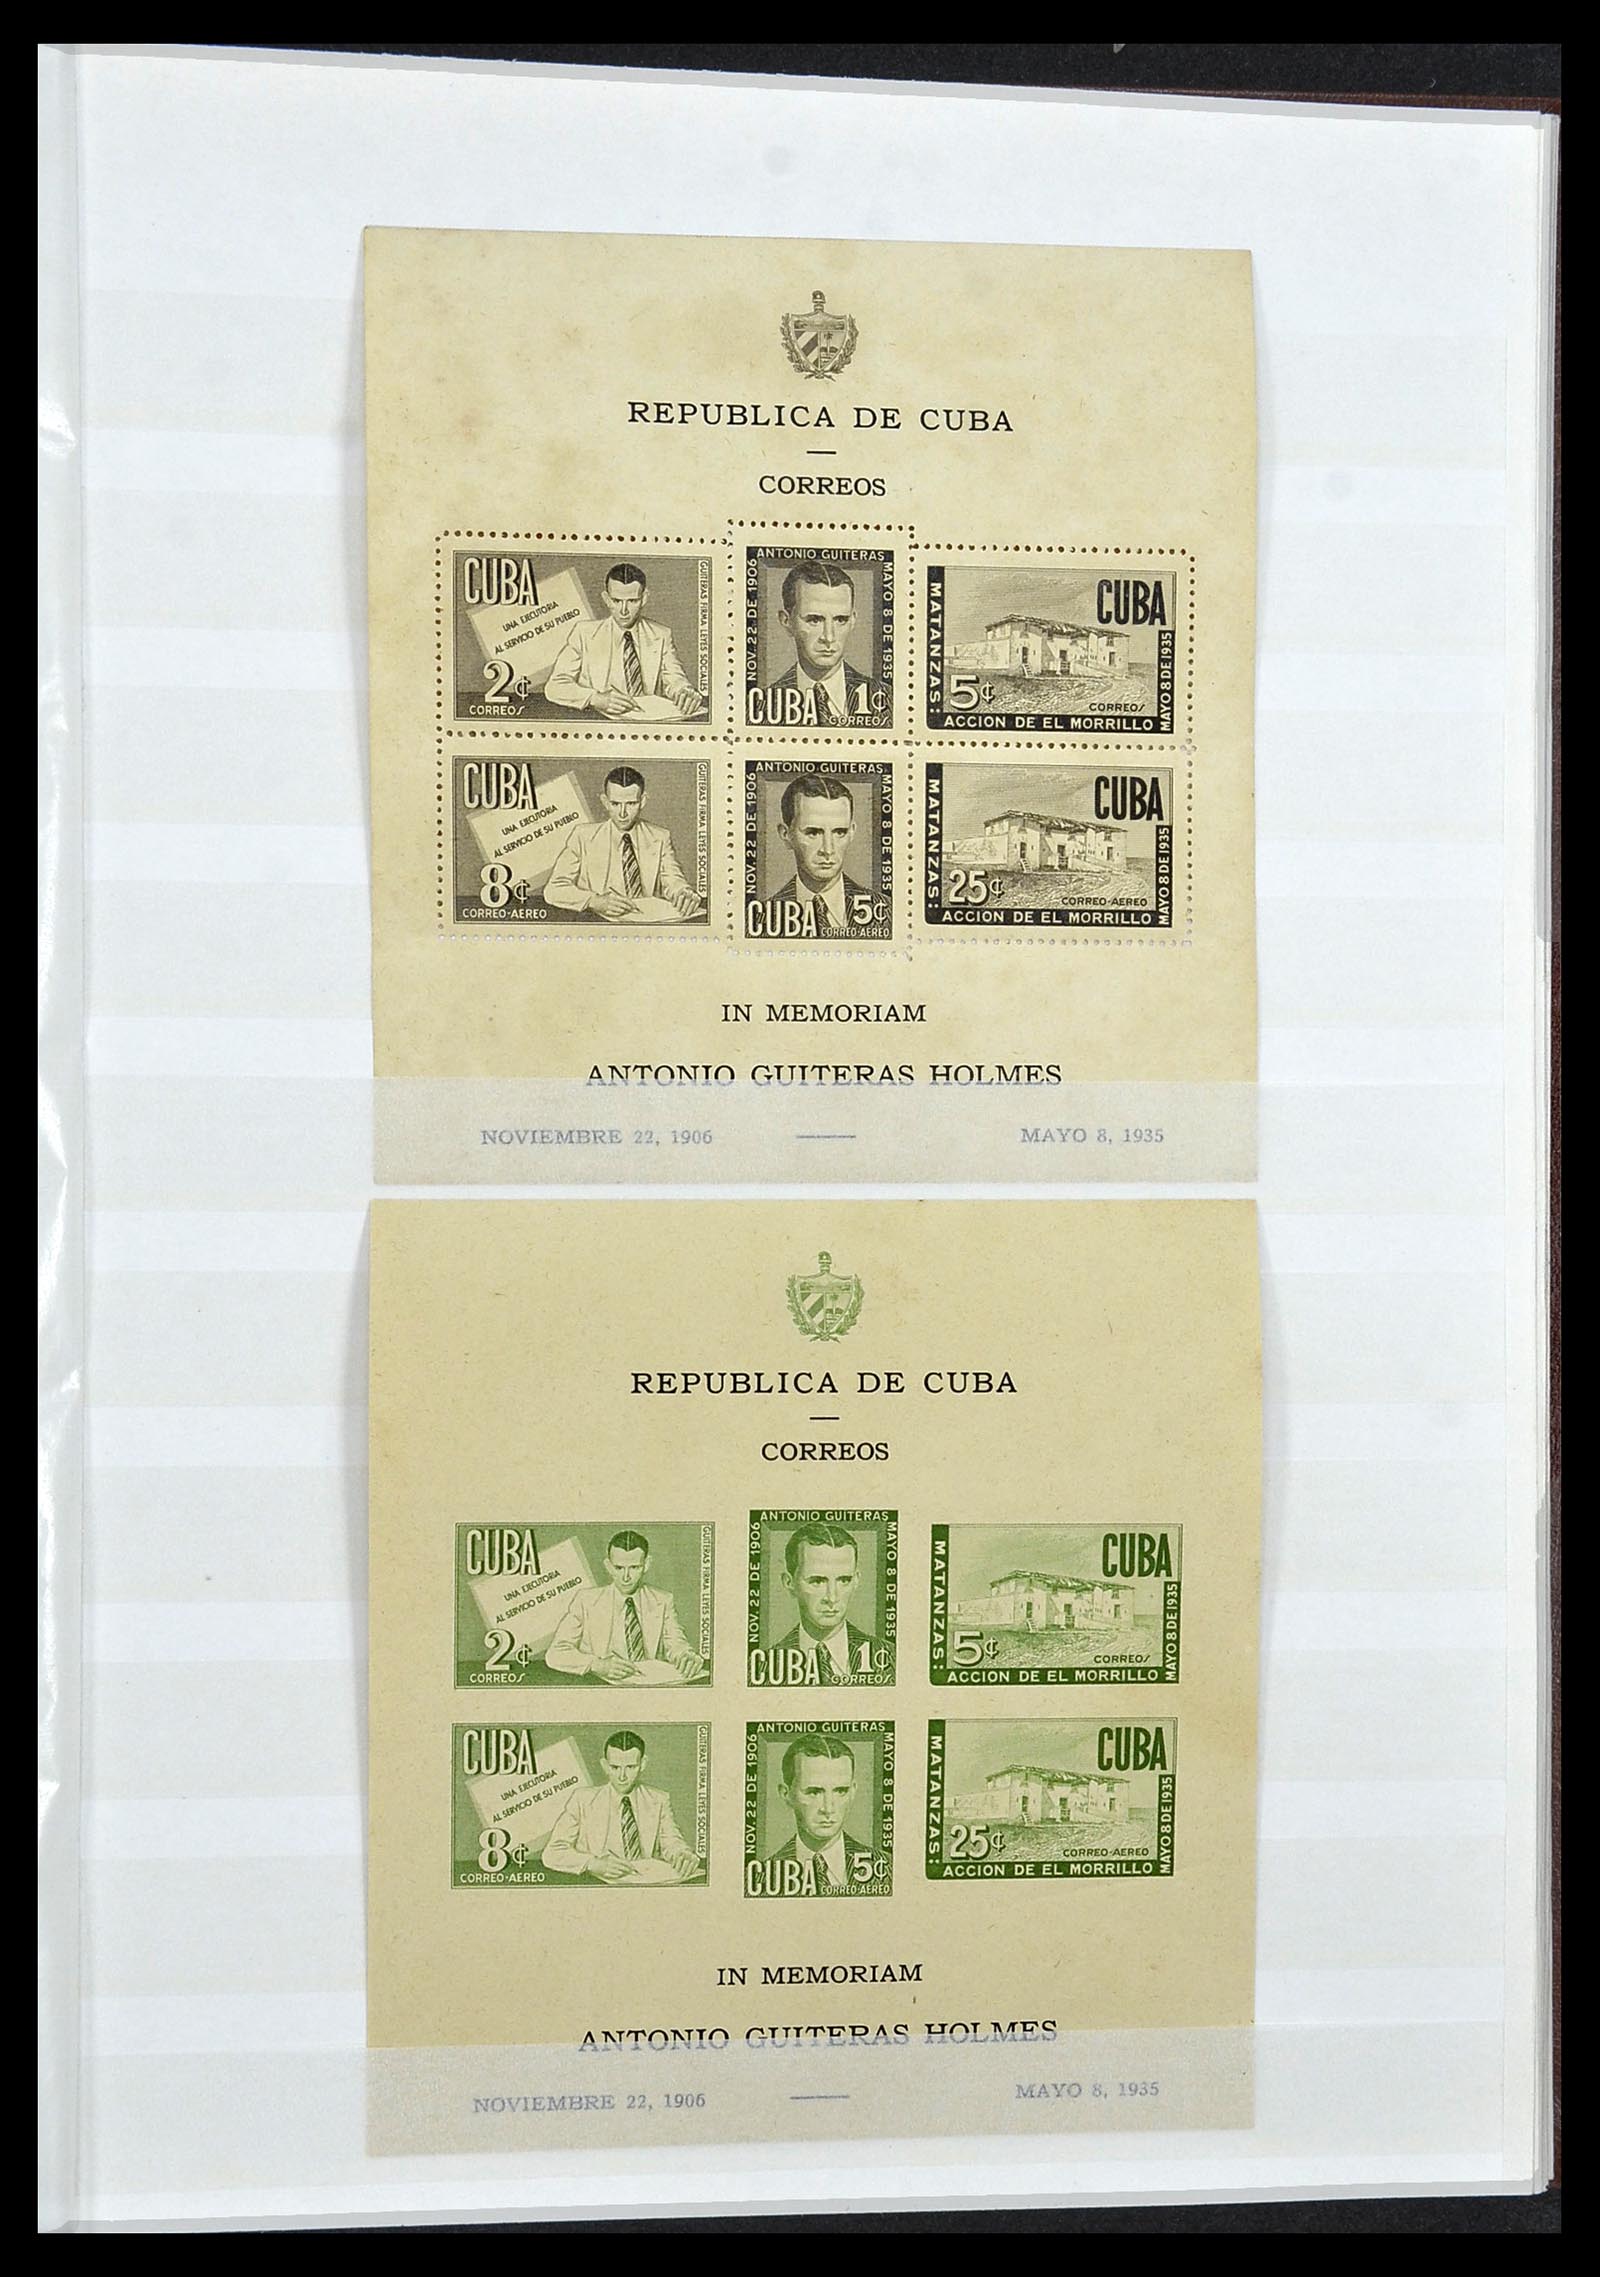 REPUBLICA DE CUBA
CORREOS
CUBA
UNA EJECUTORIA
AL SERVICIO DE SU PUEBLO
2¢
CORREOS
GUITERAS FIRMA LEYES SOCIALES
ANTONIO GUITERAS
NOV. 22 DE 1906
MAYO 8 DE 1935
CUBA 1¢
CORREOS
MATANZAS:
CUBA
5¢
CORREOS
MAYO 8 DE 1935
ACCION DE EL MORRILLO
CUBA
UNA EJECUTORIA
AL SERVICIO DE SU PUEBLO
8¢
CORREO-AEREO
GUITERAS FIRMA LEYES SOCIALES
ANTONIO GUITERAS
NOV. 22 DE 1906
MAYO 8 DE 1935
CUBA 5¢
CORREO-AEREO
MATANZAS:
CUBA
25¢
CORREO-AEREO
MAYO 8 DE 1935
ACCION DE EL MORRILLO
IN MEMORIAM
ANTONIO GUITERAS HOLMES
NOVIEMBRE 22, 1906 — MAYO 8, 1935
REPUBLICA DE CUBA
CORREOS
CUBA
UNA EJECUTORIA
AL SERVICIO DE SU PUEBLO
2¢
CORREOS
GUITERAS FIRMA LEYES SOCIALES
ANTONIO GUITERAS
NOV. 22 DE 1906
MAYO 8 DE 1935
CUBA 1¢
CORREOS
MATANZAS:
CUBA
5¢
CORREOS
MAYO 8 DE 1935
ACCION DE EL MORRILLO
CUBA
UNA EJECUTORIA
AL SERVICIO DE SU PUEBLO
8¢
CORREO-AEREO
GUITERAS FIRMA LEYES SOCIALES
ANTONIO GUITERAS
NOV. 22 DE 1906
MAYO 8 DE 1935
CUBA 5¢
CORREO-AEREO
MATANZAS:
CUBA
25¢
CORREO-AEREO
MAYO 8 DE 1935
ACCION DE EL MORRILLO
IN MEMORIAM
ANTONIO GUITERAS HOLMES
NOVIEMBRE 22, 1906 — MAYO 8, 1935